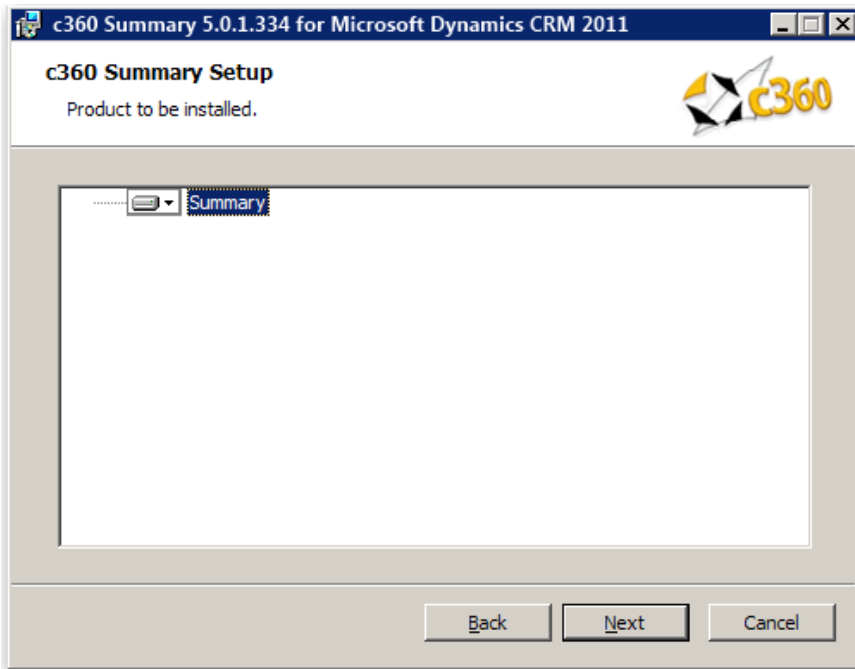 c360 Summary 5.0.1.334 for Microsoft Dynamics CRM 2011
c360 Summary Setup
Product to be installed.
c360
Summary
Back
Next
Cancel